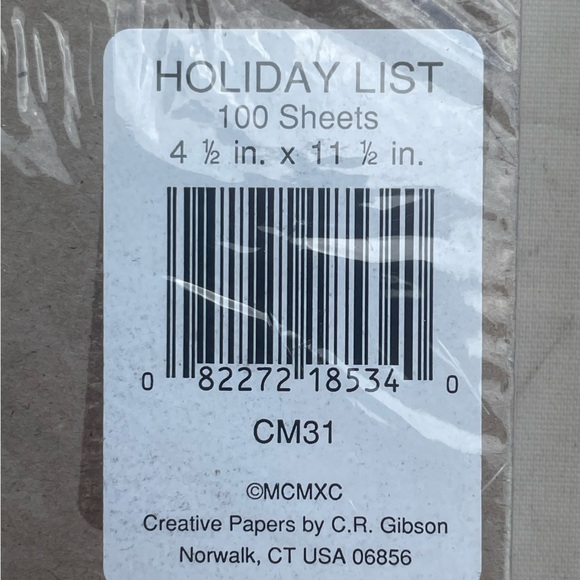 HOLIDAY LIST
100 Sheets
4 ½ in. x 11 ½ in.
0 82272 18534 0
CM31
©MCMXC
Creative Papers by C.R. Gibson
Norwalk, CT USA 06856